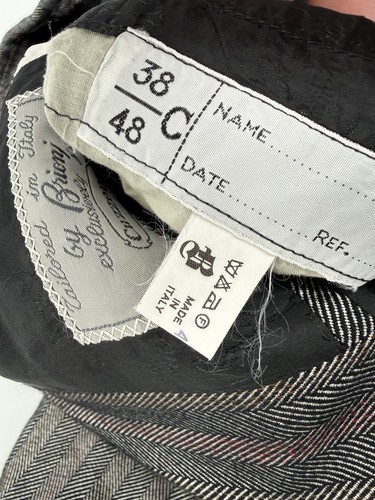 38
48
C
NAME
DATE
REF.
Tailored in Italy
by Brioni
exclusively
B
F
MADE IN
ITALY